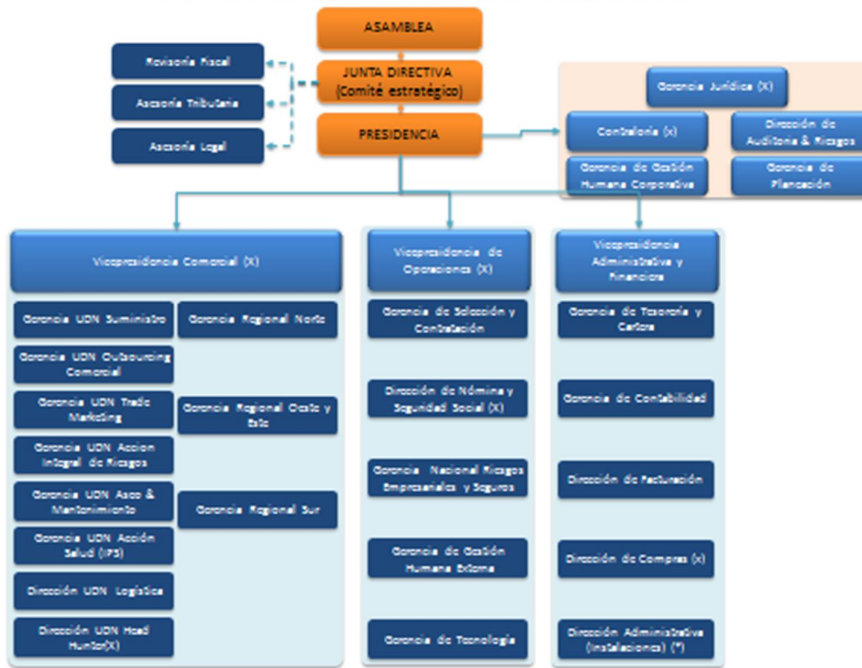 ASAMBLEA
JUNTA DIRECTIVA
(Comité estratégico)
PRESIDENCIA
Revisoría Fiscal
Asesoría Tributaria
Asesoría Legal
Gerencia Jurídica (X)
Contraloría (x)
Dirección de
Auditoria & Riesgos
Gerencia de Gestión
Humana Corporativa
Gerencia de
Planeación
Vicepresidencia Comercial (X)
Gerencia UDN Suministro
Gerencia UDN Outsourcing
Comercial
Gerencia UDN Trade
Marketing
Gerencia UDN Accion
Integral de Riesgos
Gerencia UDN Aseo &
Mantenimiento
Gerencia UDN Acción
Salud (IPS)
Dirección UDN Logística
Dirección UDN Head
Hunter(X)
Gerencia Regional Norte
Gerencia Regional Oeste y
Este
Gerencia Regional Sur
Vicepresidencia de
Operaciones (X)
Gerencia de Selección y
Contratación
Dirección de Nómina y
Seguridad Social (X)
Gerencia Nacional Riesgos
Empresariales y Seguros
Gerencia de Gestión
Humana Externa
Gerencia de Tecnología
Vicepresidencia
Administrativa y
Financiera
Gerencia de Tesorería y
Cartera
Gerencia de Contabilidad
Dirección de Facturación
Dirección de Compras (x)
Dirección Administrativa
(Instalaciones) (*)